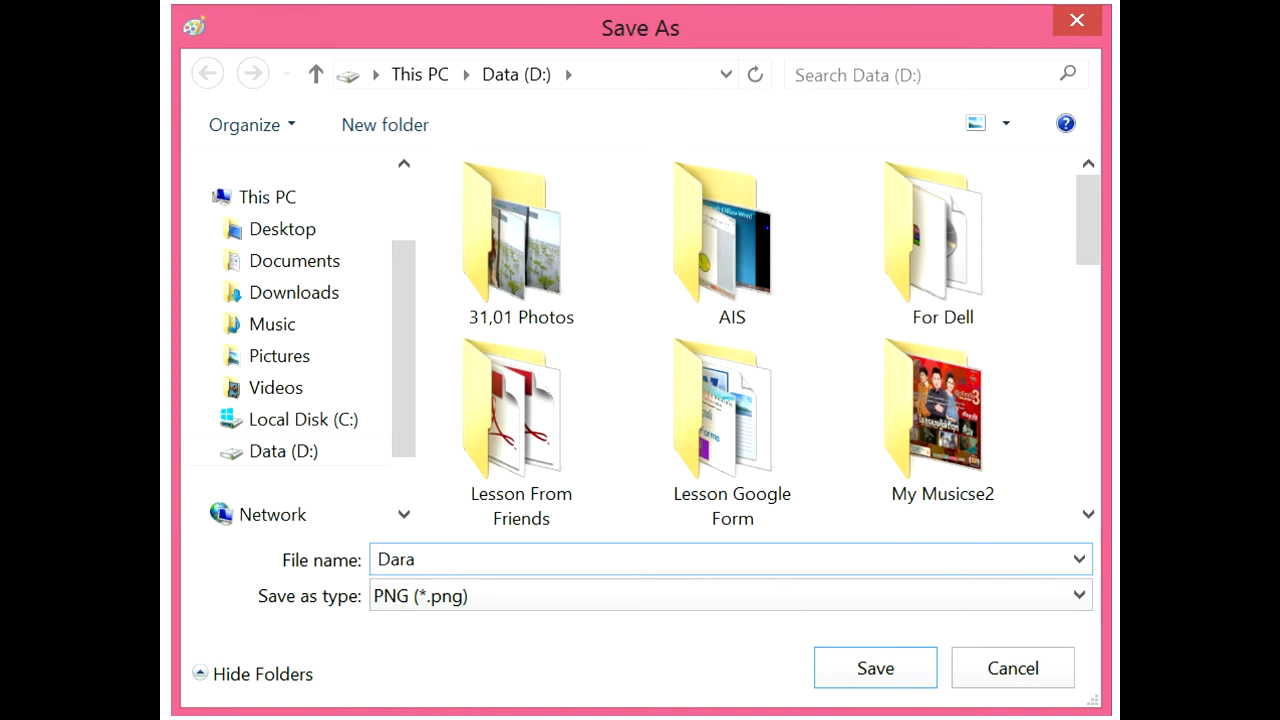 Save As
This PC Data (D:)
Search Data (D:)
Organize
New folder
This PC
Desktop
Documents
Downloads
Music
Pictures
Videos
Local Disk (C:)
Data (D:)
Network
31,01 Photos
AIS
For Dell
Lesson From
Friends
Lesson Google
Form
My Musicse2
File name: Dara
Save as type: PNG (*.png)
Hide Folders
Save
Cancel